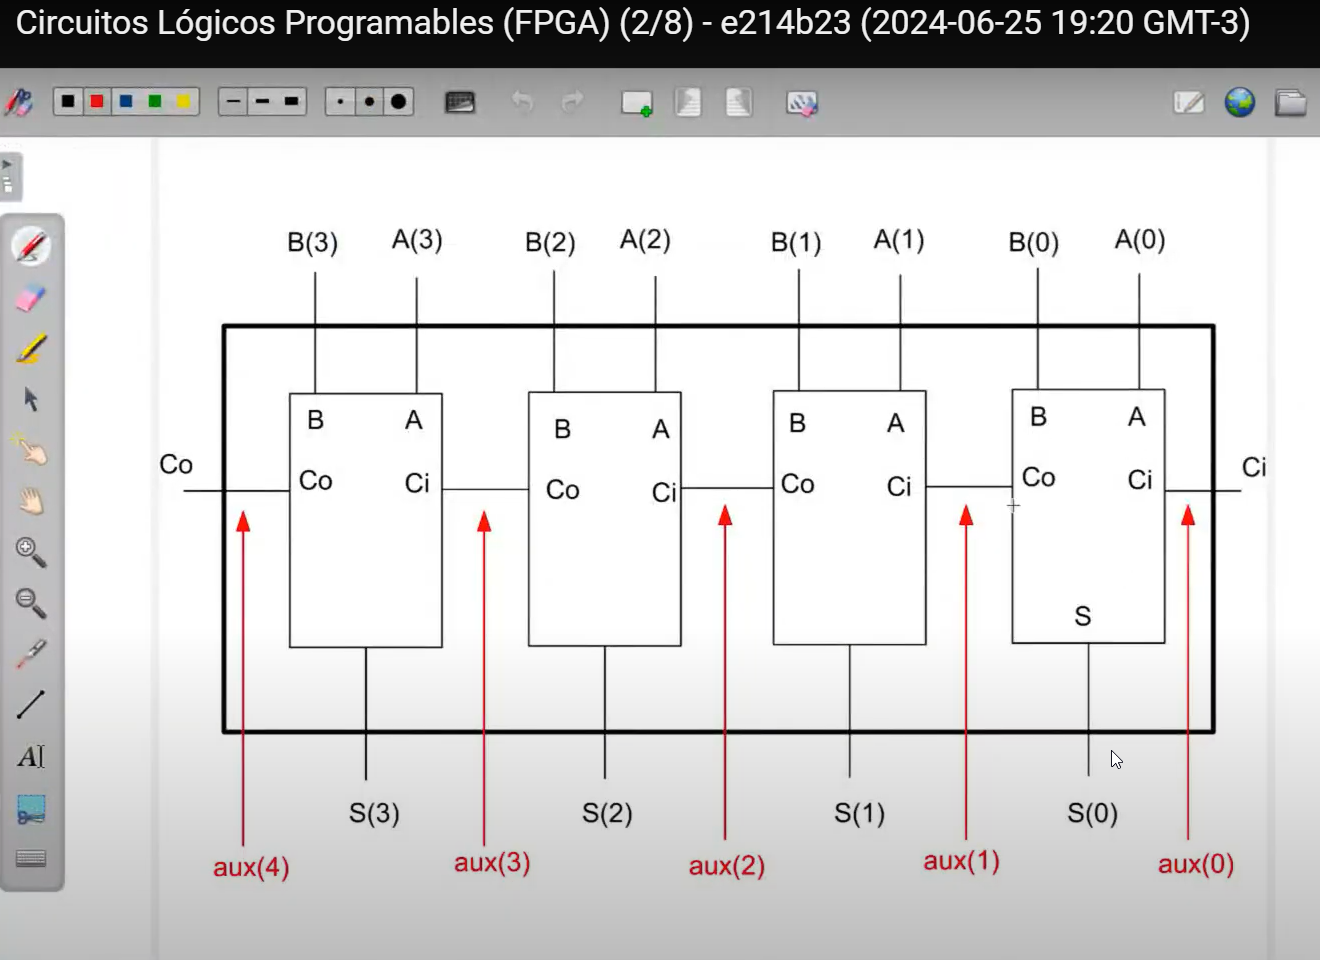 Circuitos Lógicos Programables (FPGA) (2/8) - e214b23 (2024-06-25 19:20 GMT-3)
B(3) A(3) B(2) A(2) B(1) A(1) B(0) A(0)
B A B A B A B A
Co Co Ci Co Ci Co Ci Co Ci Ci
S
S(3) S(2) S(1) S(0)
aux(4) aux(3) aux(2) aux(1) aux(0)
A